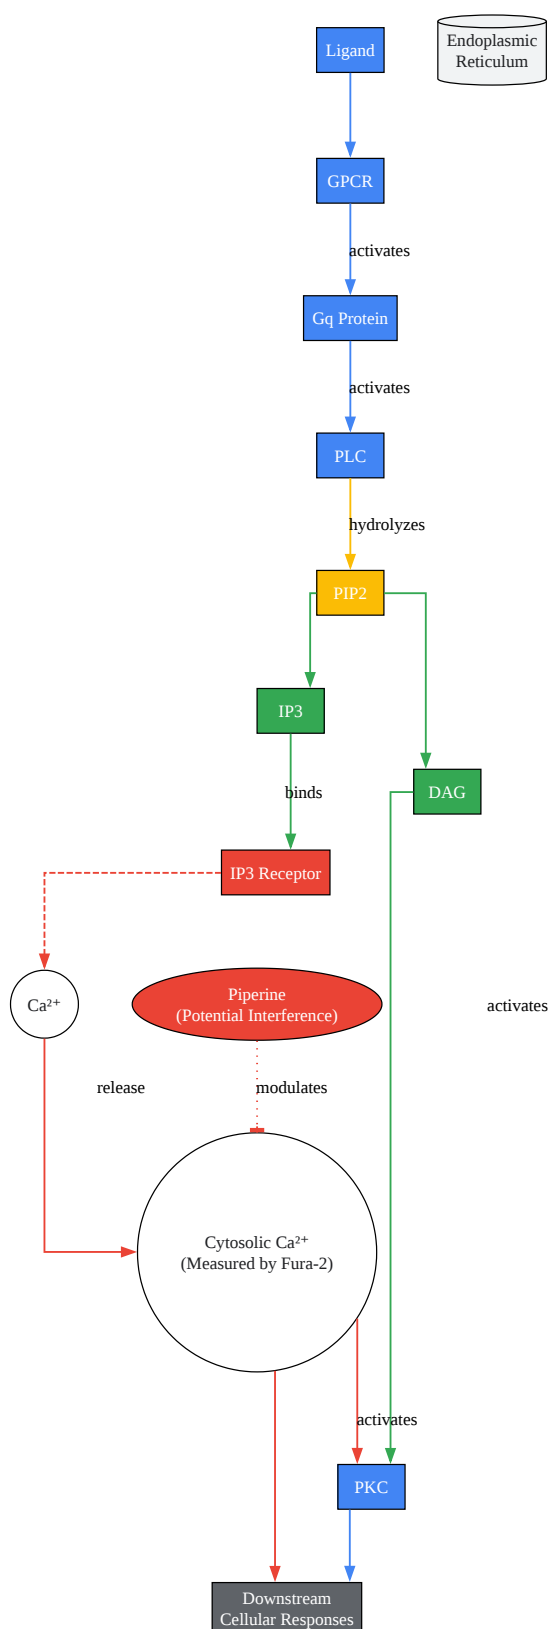 Ligand
Endoplasmic
Reticulum
GPCR
activates
Gq Protein
activates
PLC
hydrolyzes
PIP2
IP3
binds
DAG
IP3 Receptor
Ca²⁺
Piperine
(Potential Interference)
activates
release
modulates
Cytosolic Ca²⁺
(Measured by Fura-2)
activates
PKC
Downstream
Cellular Responses